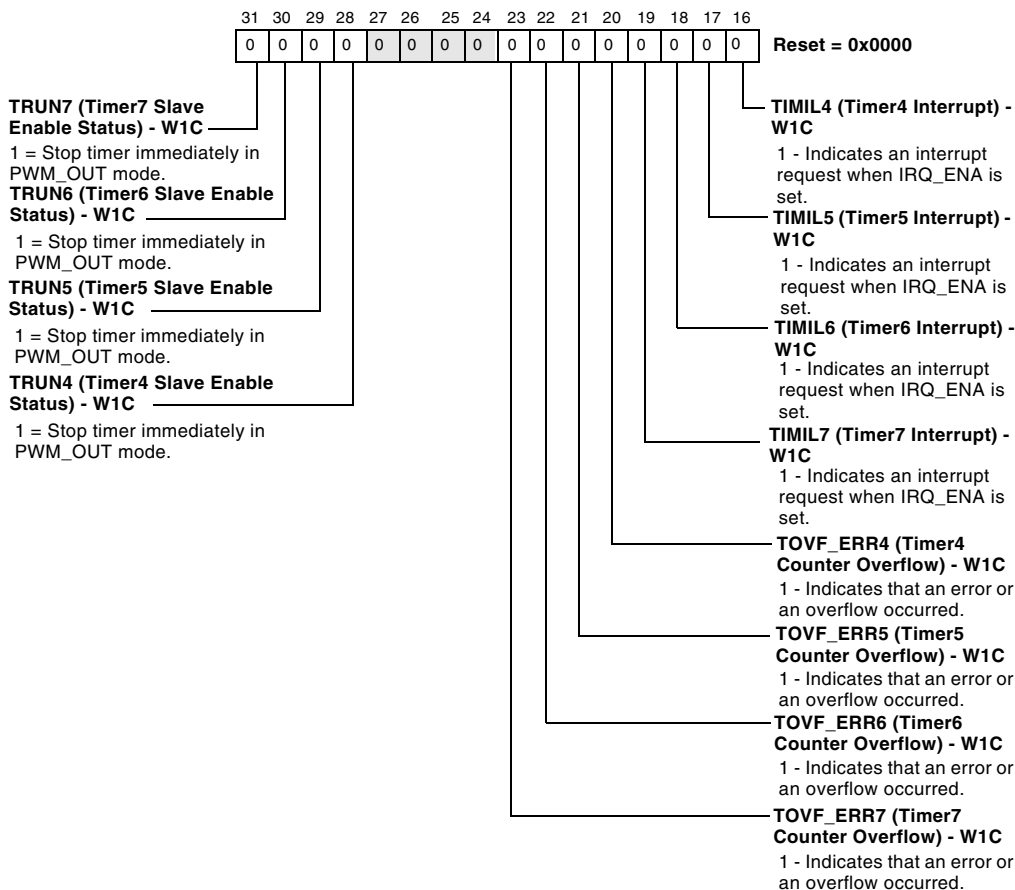 31 30 29 28 27 26 25 24 23 22 21 20 19 18 17 16
0 0 0 0 0 0 0 0 0 0 0 0 0 0 0 0
Reset = 0x0000
TRUN7 (Timer7 Slave
Enable Status) - W1C
1 = Stop timer immediately in
PWM_OUT mode.
TRUN6 (Timer6 Slave Enable
Status) - W1C
1 = Stop timer immediately in
PWM_OUT mode.
TRUN5 (Timer5 Slave Enable
Status) - W1C
1 = Stop timer immediately in
PWM_OUT mode.
TRUN4 (Timer4 Slave Enable
Status) - W1C
1 = Stop timer immediately in
PWM_OUT mode.
TIMIL4 (Timer4 Interrupt) -
W1C
1 - Indicates an interrupt
request when IRQ_ENA is
set.
TIMIL5 (Timer5 Interrupt) -
W1C
1 - Indicates an interrupt
request when IRQ_ENA is
set.
TIMIL6 (Timer6 Interrupt) -
W1C
1 - Indicates an interrupt
request when IRQ_ENA is
set.
TIMIL7 (Timer7 Interrupt) -
W1C
1 - Indicates an interrupt
request when IRQ_ENA is
set.
TOVF_ERR4 (Timer4
Counter Overflow) - W1C
1 - Indicates that an error or
an overflow occurred.
TOVF_ERR5 (Timer5
Counter Overflow) - W1C
1 - Indicates that an error or
an overflow occurred.
TOVF_ERR6 (Timer6
Counter Overflow) - W1C
1 - Indicates that an error or
an overflow occurred.
TOVF_ERR7 (Timer7
Counter Overflow) - W1C
1 - Indicates that an error or
an overflow occurred.